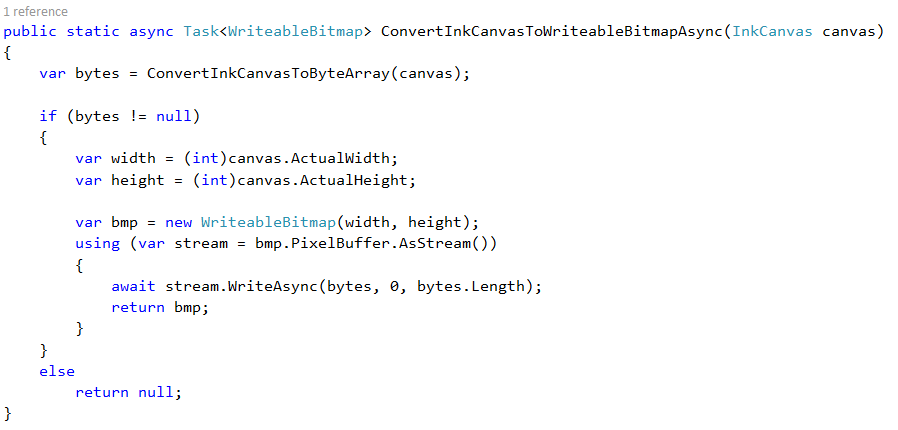 1 reference
public static async Task<WriteableBitmap> ConvertInkCanvasToWriteableBitmapAsync(InkCanvas canvas)
{
    var bytes = ConvertInkCanvasToByteArray(canvas);

    if (bytes != null)
    {
        var width = (int)canvas.ActualWidth;
        var height = (int)canvas.ActualHeight;

        var bmp = new WriteableBitmap(width, height);
        using (var stream = bmp.PixelBuffer.AsStream())
        {
            await stream.WriteAsync(bytes, 0, bytes.Length);
            return bmp;
        }
    }
    else
        return null;
}